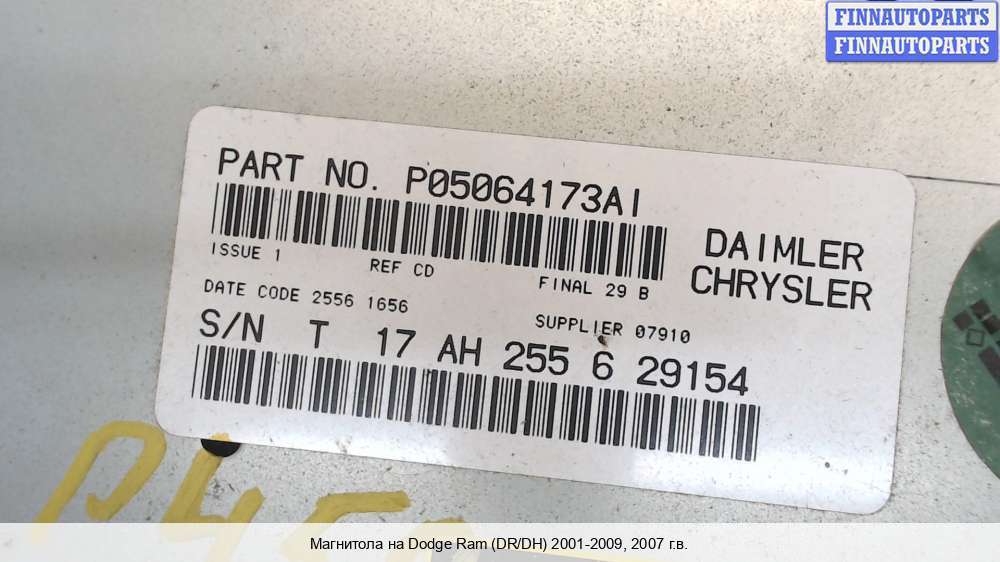 FINNAUTOPARTS
FINNAUTOPARTS
PART NO. P05064173AI
ISSUE 1 REF CD FINAL 29 B
DAIMLER
CHRYSLER
DATE CODE 2556 1656 SUPPLIER 07910
S/N T 17 AH 255 6 29154
Магнитола на Dodge Ram (DR/DH) 2001-2009, 2007 г.в.